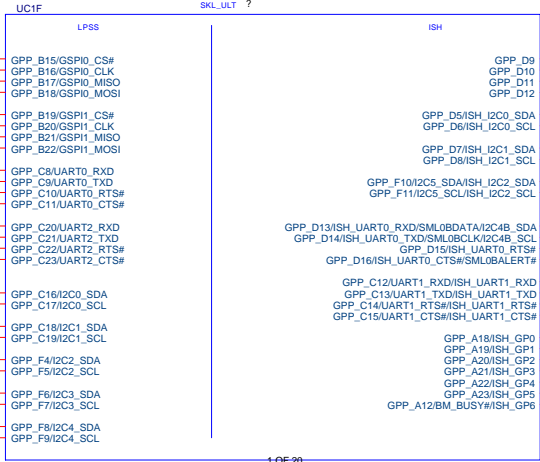 UC1F
SKL_ULT ?
LPSS
ISH
GPP_B15/GSPI0_CS#
GPP_B16/GSPI0_CLK
GPP_B17/GSPI0_MISO
GPP_B18/GSPI0_MOSI
GPP_B19/GSPI1_CS#
GPP_B20/GSPI1_CLK
GPP_B21/GSPI1_MISO
GPP_B22/GSPI1_MOSI
GPP_C8/UART0_RXD
GPP_C9/UART0_TXD
GPP_C10/UART0_RTS#
GPP_C11/UART0_CTS#
GPP_C20/UART2_RXD
GPP_C21/UART2_TXD
GPP_C22/UART2_RTS#
GPP_C23/UART2_CTS#
GPP_C16/I2C0_SDA
GPP_C17/I2C0_SCL
GPP_C18/I2C1_SDA
GPP_C19/I2C1_SCL
GPP_F4/I2C2_SDA
GPP_F5/I2C2_SCL
GPP_F6/I2C3_SDA
GPP_F7/I2C3_SCL
GPP_F8/I2C4_SDA
GPP_F9/I2C4_SCL
GPP_D9
GPP_D10
GPP_D11
GPP_D12
GPP_D5/ISH_I2C0_SDA
GPP_D6/ISH_I2C0_SCL
GPP_D7/ISH_I2C1_SDA
GPP_D8/ISH_I2C1_SCL
GPP_F10/I2C5_SDA/ISH_I2C2_SDA
GPP_F11/I2C5_SCL/ISH_I2C2_SCL
GPP_D13/ISH_UART0_RXD/SML0BDATA/I2C4B_SDA
GPP_D14/ISH_UART0_TXD/SML0BCLK/I2C4B_SCL
GPP_D15/ISH_UART0_RTS#
GPP_D16/ISH_UART0_CTS#/SML0BALERT#
GPP_C12/UART1_RXD/ISH_UART1_RXD
GPP_C13/UART1_TXD/ISH_UART1_TXD
GPP_C14/UART1_RTS#/ISH_UART1_RTS#
GPP_C15/UART1_CTS#/ISH_UART1_CTS#
GPP_A18/ISH_GP0
GPP_A19/ISH_GP1
GPP_A20/ISH_GP2
GPP_A21/ISH_GP3
GPP_A22/ISH_GP4
GPP_A23/ISH_GP5
GPP_A12/BM_BUSY#/ISH_GP6
1 OF 20